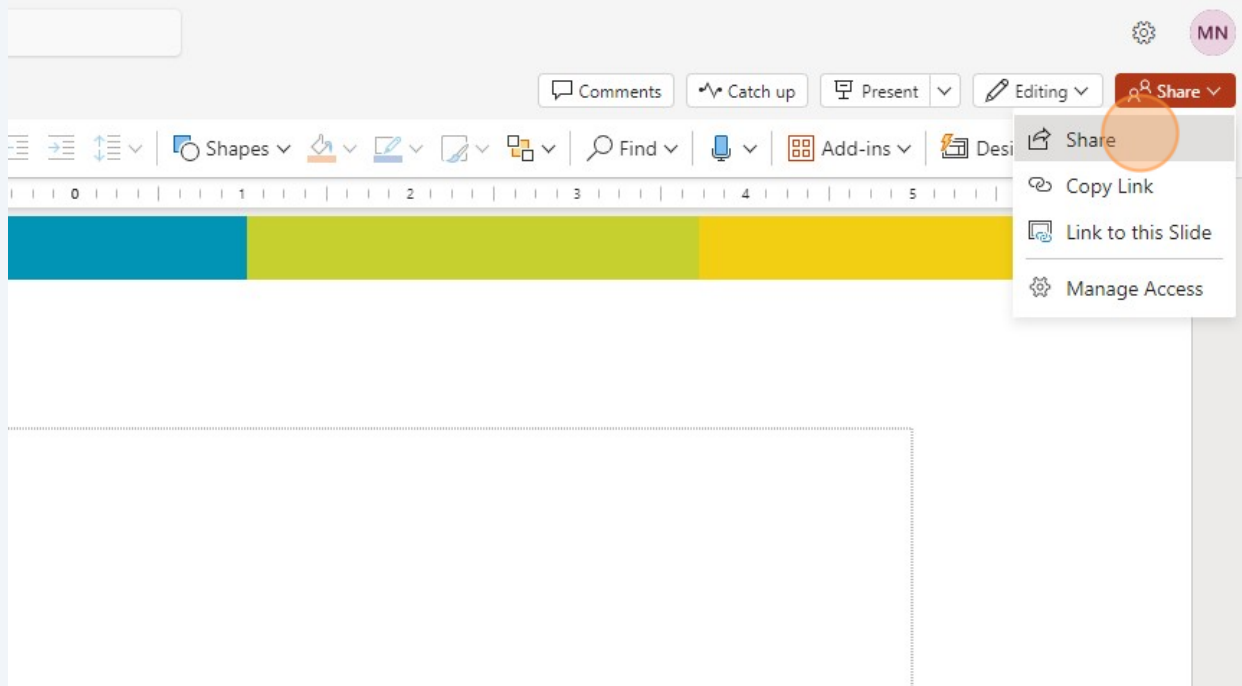 MN
Comments Catch up Present Editing Share
Shapes Find Add-ins Desi
0 1 2 3 4 5
Share
Copy Link
Link to this Slide
Manage Access